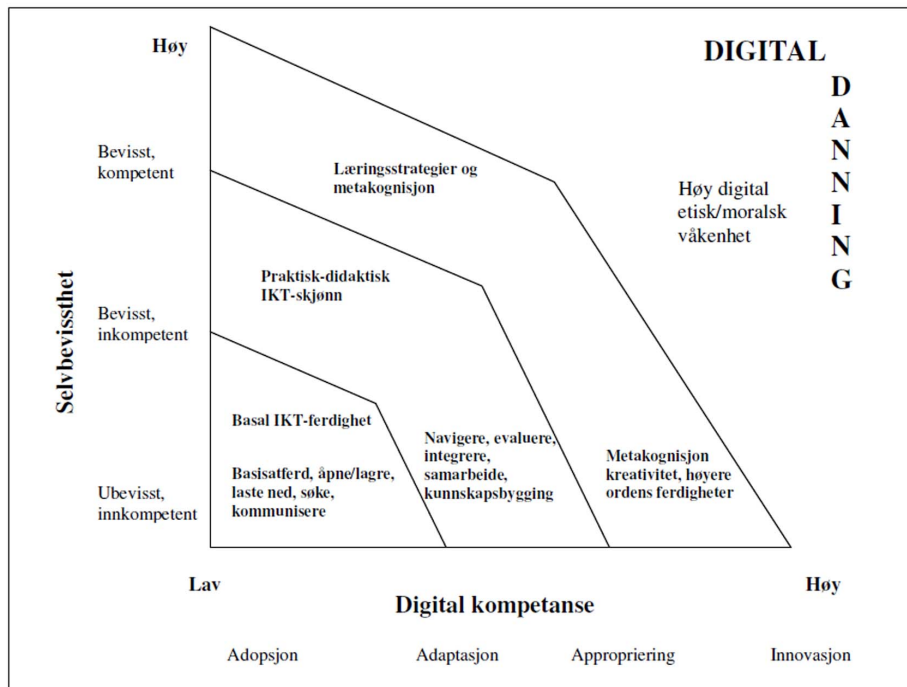 Høy
DIGITAL
DANNING
Bevisst,
kompetent
Læringsstrategier og
metakognisjon
Høy digital
etisk/moralsk
våkenhet
Selvbevissthet
Praktisk-didaktisk
IKT-skjønn
Bevisst,
inkompetent
Basal IKT-ferdighet
Basisatferd, åpne/lagre,
laste ned, søke,
kommunisere
Navigere, evaluere,
integrere,
samarbeide,
kunnskapsbygging
Metakognisjon
kreativitet, høyere
ordens ferdigheter
Ubevisst,
innkompetent
Lav
Høy
Digital kompetanse
Adopsjon
Adaptasjon
Appropriering
Innovasjon